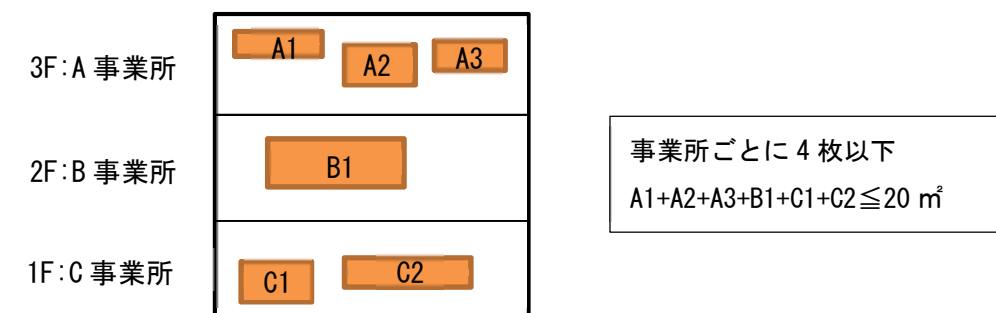 3F:A 事業所
A1
A2
A3
2F:B 事業所
B1
1F:C 事業所
C1
C2
事業所ごとに 4 枚以下
A1+A2+A3+B1+C1+C2≦20 ㎡